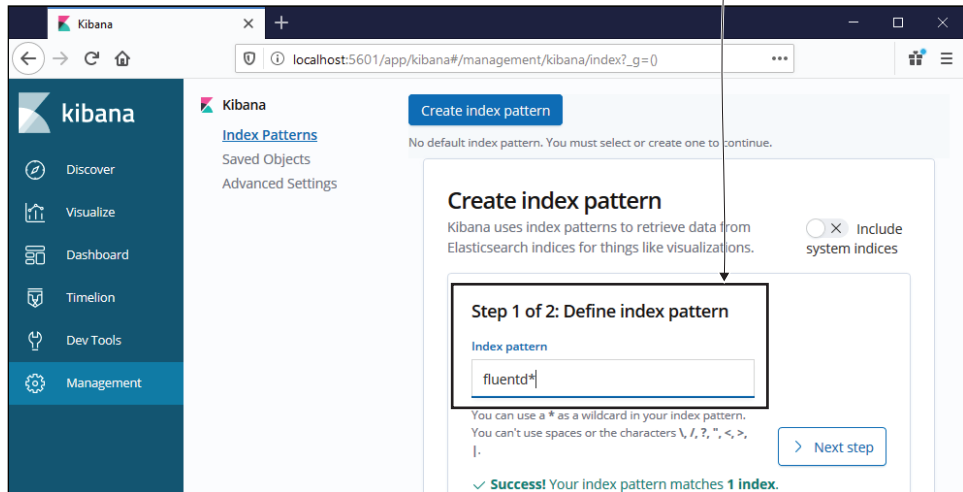 Kibana
localhost:5601/app/kibana#/management/kibana/index?_g=()
kibana
Discover
Visualize
Dashboard
Timelion
Dev Tools
Management
Kibana
Index Patterns
Saved Objects
Advanced Settings
Create index pattern
No default index pattern. You must select or create one to continue.
Create index pattern
Kibana uses index patterns to retrieve data from
Elasticsearch indices for things like visualizations.
Include
system indices
Step 1 of 2: Define index pattern
Index pattern
fluentd*
You can use a * as a wildcard in your index pattern.
You can't use spaces or the characters \, /, ?, ", <, >,
|.
Next step
Success! Your index pattern matches 1 index.